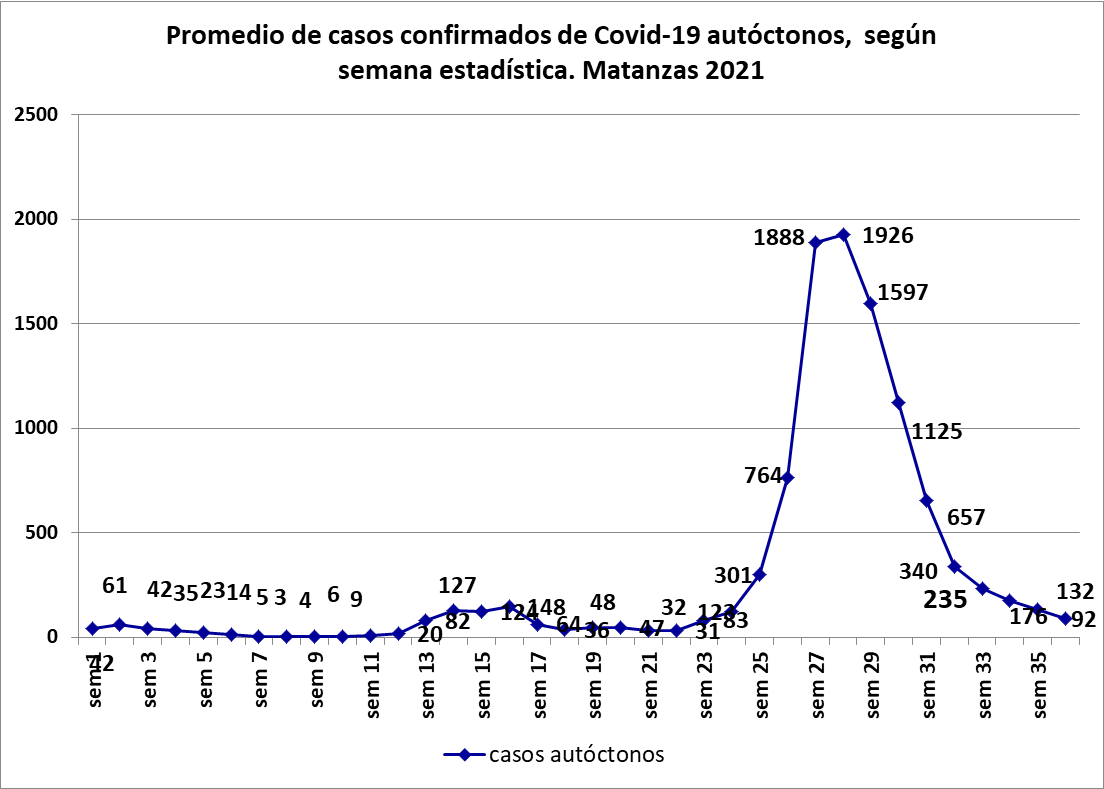 Promedio de casos confirmados de Covid-19 autóctonos, según
semana estadística. Matanzas 2021
2500
2000
1500
1000
500
0
42
61
42
35
23
14
5
3
4
6
9
20
82
127
124
148
64
36
48
47
32
31
83
123
301
764
1888
1926
1597
1125
657
340
235
176
132
92
sem 1
sem 3
sem 5
sem 7
sem 9
sem 11
sem 13
sem 15
sem 17
sem 19
sem 21
sem 23
sem 25
sem 27
sem 29
sem 31
sem 33
sem 35
casos autóctonos